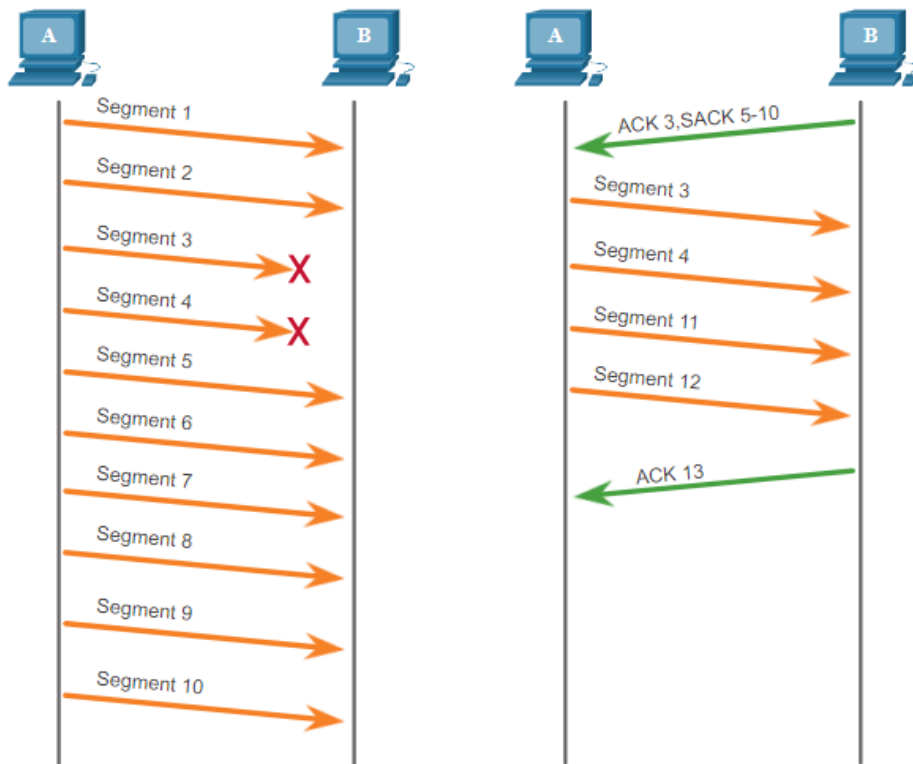 A
B
Segment 1
Segment 2
Segment 3
X
Segment 4
X
Segment 5
Segment 6
Segment 7
Segment 8
Segment 9
Segment 10
A
B
ACK 3,SACK 5-10
Segment 3
Segment 4
Segment 11
Segment 12
ACK 13